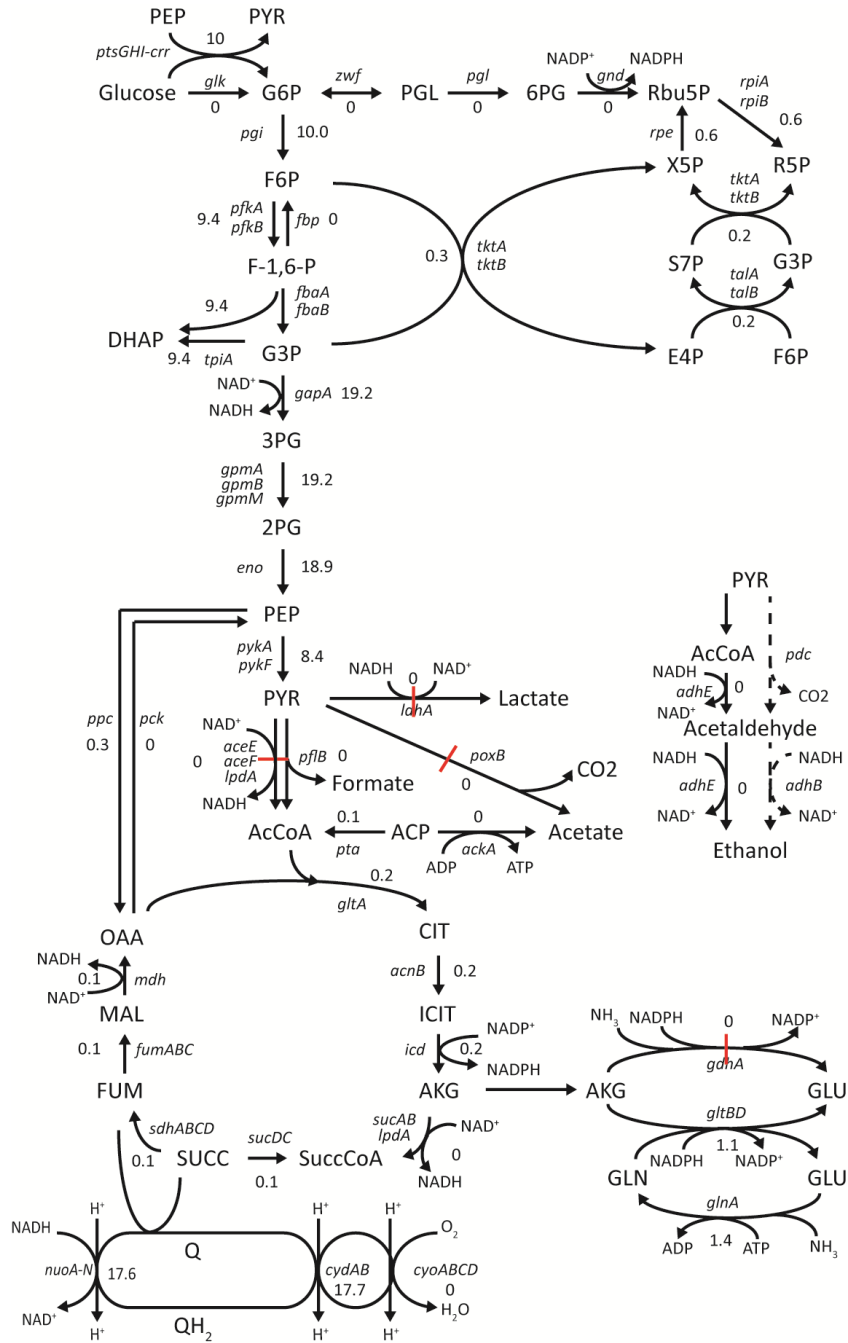 PEP PYR
ptsGHI-crr 10
NADP⁺ NADPH
Glucose glk 0 G6P zwf 0 PGL pgl 0 6PG gnd 0 Rbu5P rpiA
rpiB
0.6
pgi 10.0
rpe 0.6
F6P
X5P R5P
9.4 pfkA
pfkB
fbp 0
tktA
tktB
0.2
F-1,6-P
0.3 tktA
tktB
S7P G3P
fbaA
fbaB
9.4
talA
talB
0.2
DHAP
9.4 tpiA
G3P
E4P F6P
NAD⁺
NADH
gapA 19.2
3PG
gpmA
gpmB
gpmM
19.2
2PG
eno 18.9
PEP
pykA
pykF
8.4
PYR
NADH 0 NAD⁺
ldhA
Lactate
ppc
0.3
pck
0
NAD⁺
0 aceE
aceF
lpdA
NADH
pflB 0
Formate
poxB
0
CO2
AcCoA 0.1
pta
ACP 0
ackA
Acetate
ADP ATP
PYR
AcCoA
pdc
CO2
NADH
adhE 0
NAD⁺
Acetaldehyde
NADH NADH
adhE 0 adhB
NAD⁺ NAD⁺
Ethanol
0.2
gltA
OAA CIT
NADH
0.1 mdh
NAD⁺
acnB 0.2
MAL ICIT
NADP⁺
icd 0.2
NADPH
0.1 fumABC
FUM AKG
NH₃ NADPH 0 NADP⁺
gdhA
AKG GLU
sdhABCD
0.1
SUCC sucDC
0.1
SuccCoA
sucAB
lpdA
NAD⁺
0
NADH
gltBD
1.1
NADPH NADP⁺
GLN GLU
glnA
1.4
ADP ATP NH₃
H⁺ H⁺ H⁺
NADH Q O₂
nuoA-N 17.6 cydAB
17.7
cyoABCD
0
NAD⁺ QH₂ H₂O
H⁺ H⁺ H⁺